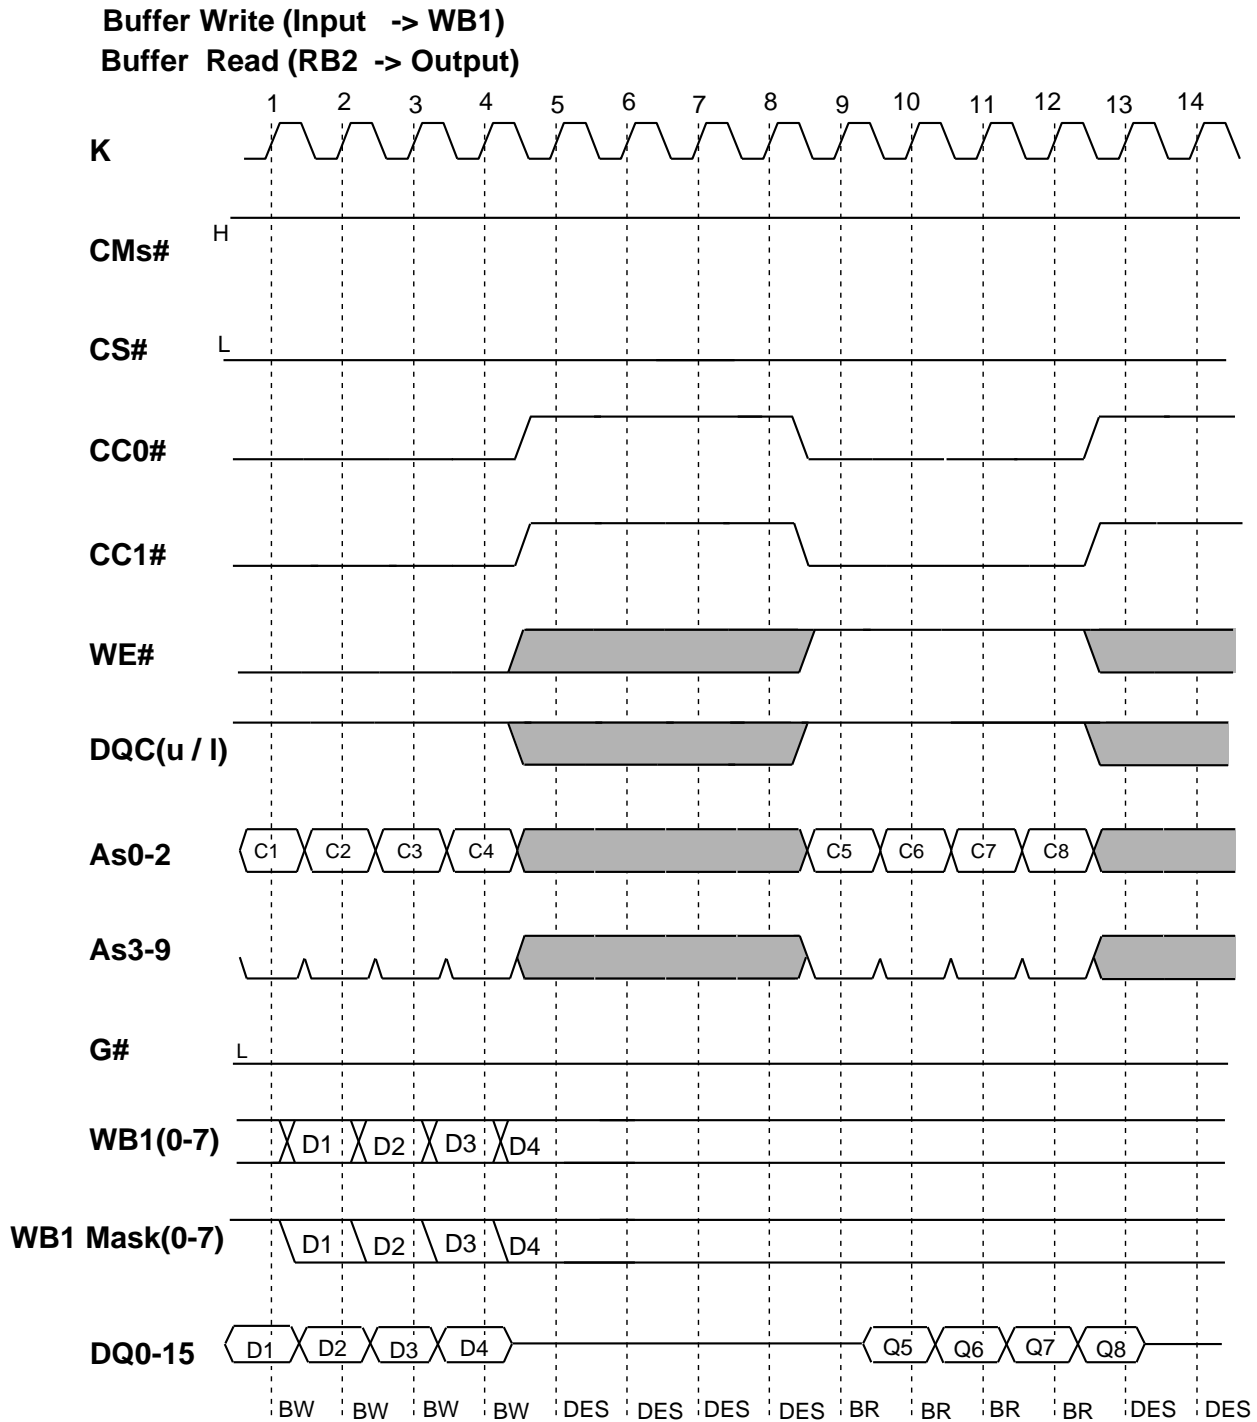 Buffer Write (Input -> WB1)
Buffer Read (RB2 -> Output)
1 2 3 4 5 6 7 8 9 10 11 12 13 14
K
H
CMs#
L
CS#
CC0#
CC1#
WE#
DQC(u / l)
As0-2 C1 C2 C3 C4 C5 C6 C7 C8
As3-9
G# L
WB1(0-7) D1 D2 D3 D4
WB1 Mask(0-7) D1 D2 D3 D4
DQ0-15 D1 D2 D3 D4 Q5 Q6 Q7 Q8
BW BW BW BW DES DES DES DES BR BR BR BR DES DES